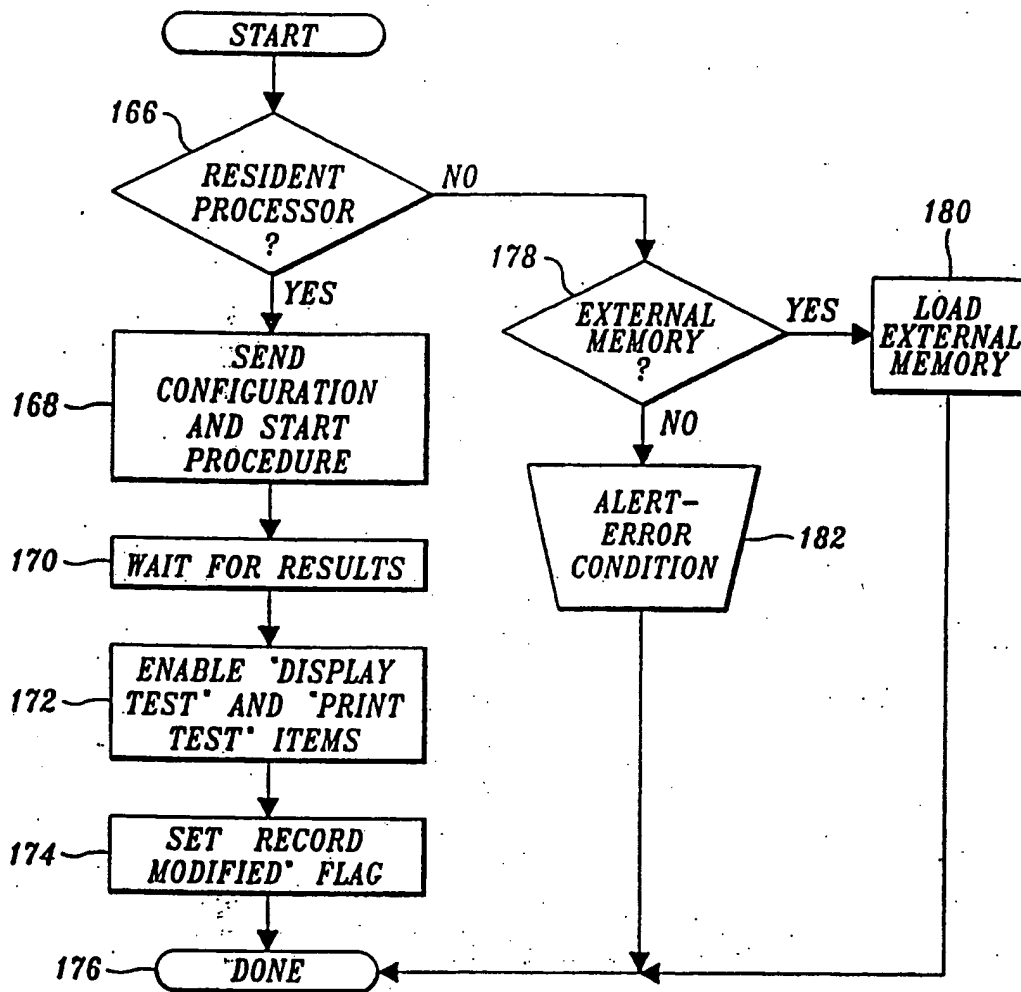 START
166
RESIDENT
PROCESSOR
?
NO
YES
168
SEND
CONFIGURATION
AND START
PROCEDURE
170
WAIT FOR RESULTS
172
ENABLE "DISPLAY
TEST" AND "PRINT
TEST" ITEMS
174
SET RECORD
MODIFIED" FLAG
176
DONE
178
EXTERNAL
MEMORY
?
YES
NO
180
LOAD
EXTERNAL
MEMORY
ALERT-
ERROR
CONDITION
182